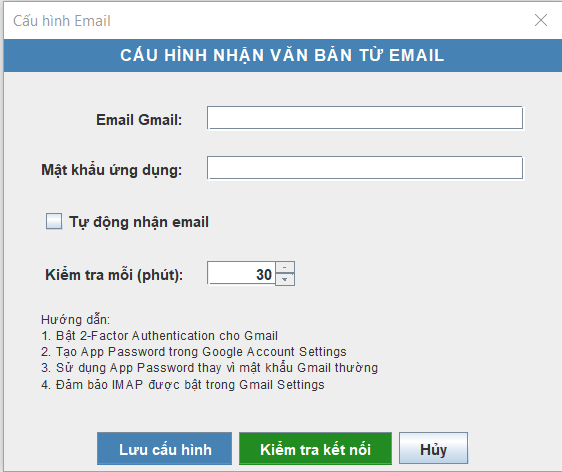 Cấu hình Email
CẤU HÌNH NHẬN VĂN BẢN TỪ EMAIL
Email Gmail:
Mật khẩu ứng dụng:
Tự động nhận email
Kiểm tra mỗi (phút): 30
Hướng dẫn:
1. Bật 2-Factor Authentication cho Gmail
2. Tạo App Password trong Google Account Settings
3. Sử dụng App Password thay vì mật khẩu Gmail thường
4. Đảm bảo IMAP được bật trong Gmail Settings
Lưu cấu hình Kiểm tra kết nối Hủy